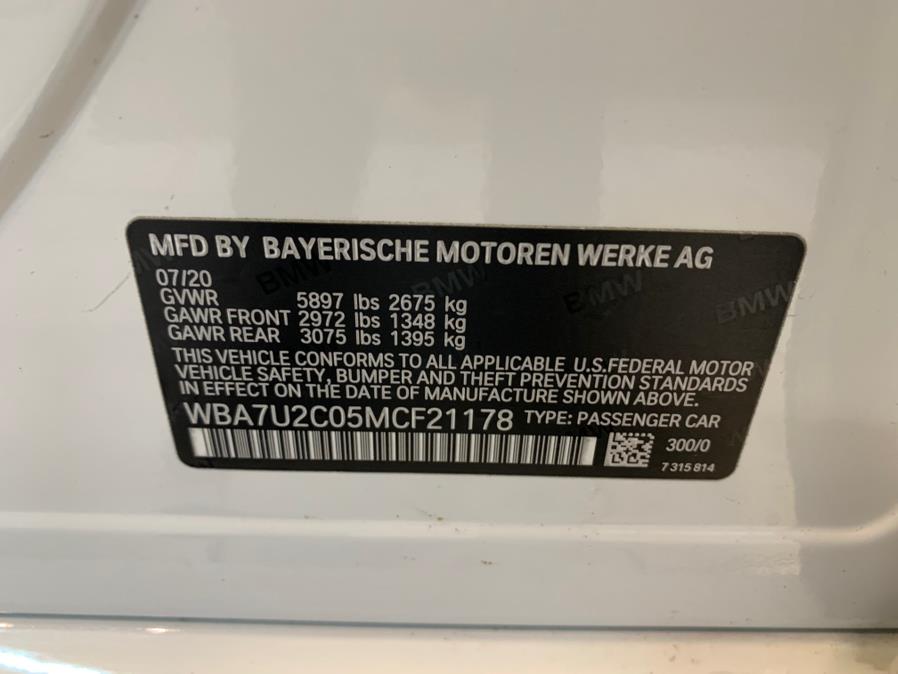 MFD BY BAYERISCHE MOTOREN WERKE AG
07/20
GVWR 5897 lbs 2675 kg
GAWR FRONT 2972 lbs 1348 kg
GAWR REAR 3075 lbs 1395 kg
THIS VEHICLE CONFORMS TO ALL APPLICABLE U.S.FEDERAL MOTOR
VEHICLE SAFETY, BUMPER AND THEFT PREVENTION STANDARDS
IN EFFECT ON THE DATE OF MANUFACTURE SHOWN ABOVE.
WBA7U2C05MCF21178 TYPE: PASSENGER CAR
300/0
7 315 814
BMW
BMW
BMW